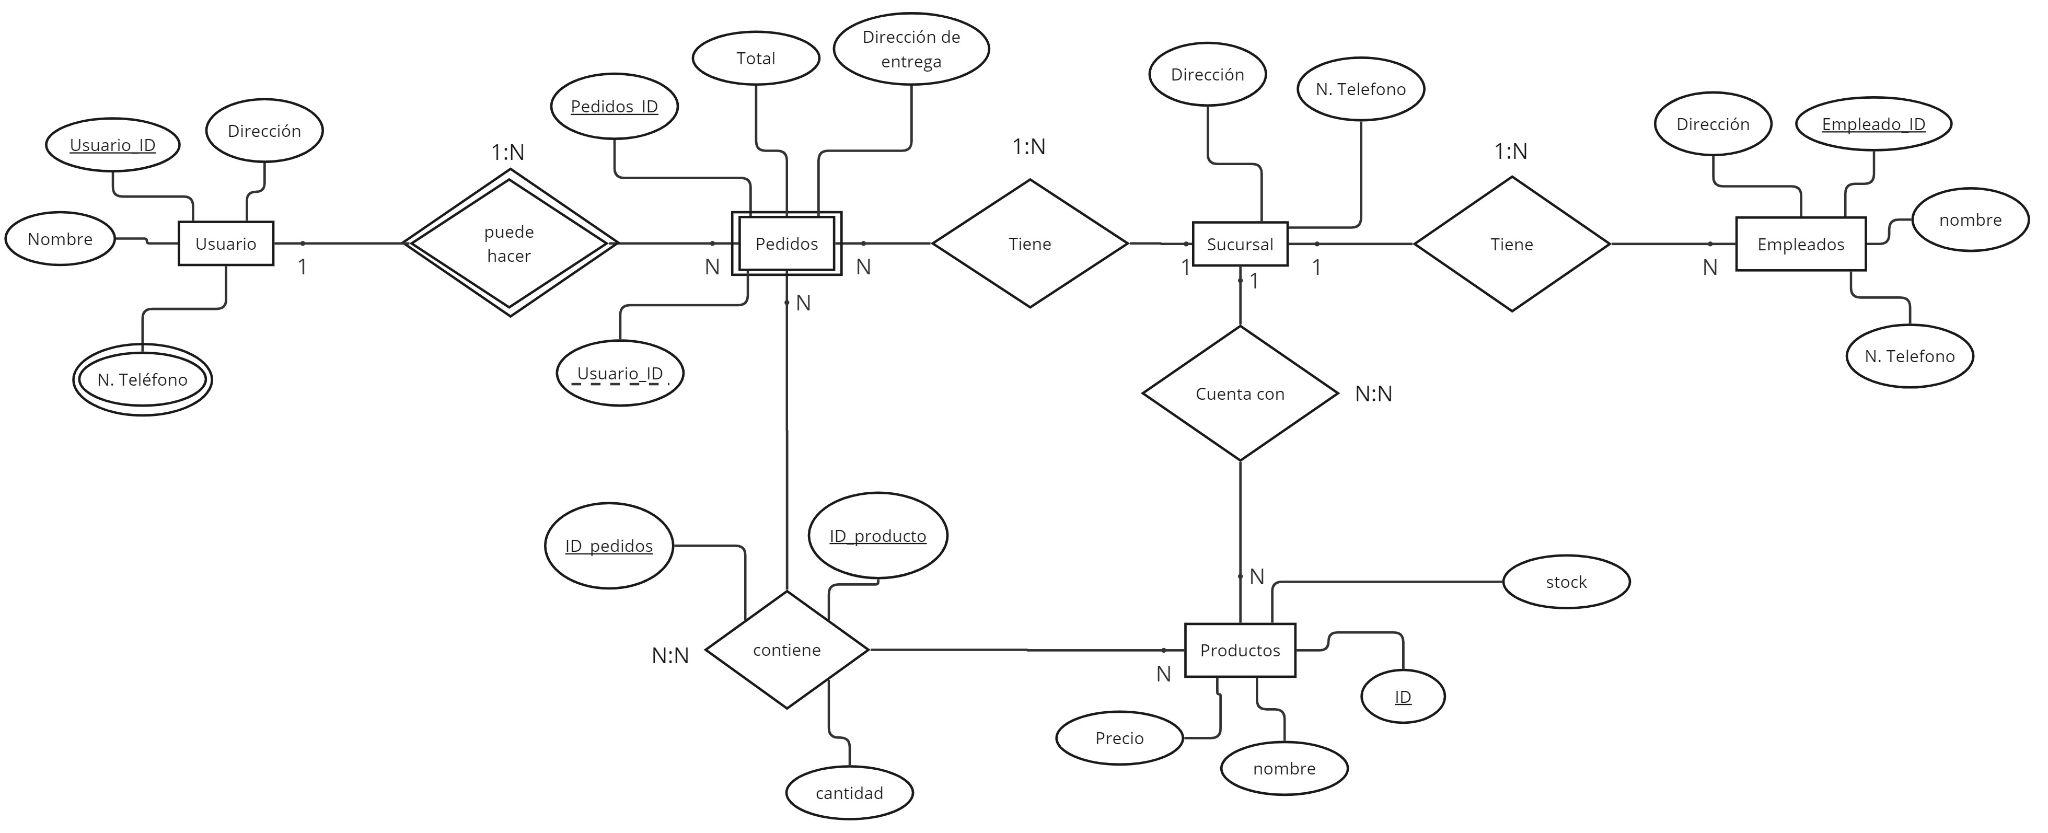 Usuario_ID
Dirección
Nombre
Usuario
N. Teléfono
1
1:N
puede
hacer
N
Pedidos_ID
Total
Dirección de
entrega
Pedidos
Usuario_ID
N
N
1:N
Tiene
1
Dirección
N. Telefono
Sucursal
1
1
1:N
Tiene
N
Dirección
Empleado_ID
nombre
Empleados
N. Telefono
Cuenta con
N:N
N
ID_pedidos
ID_producto
N:N
contiene
cantidad
N
Productos
stock
ID
Precio
nombre